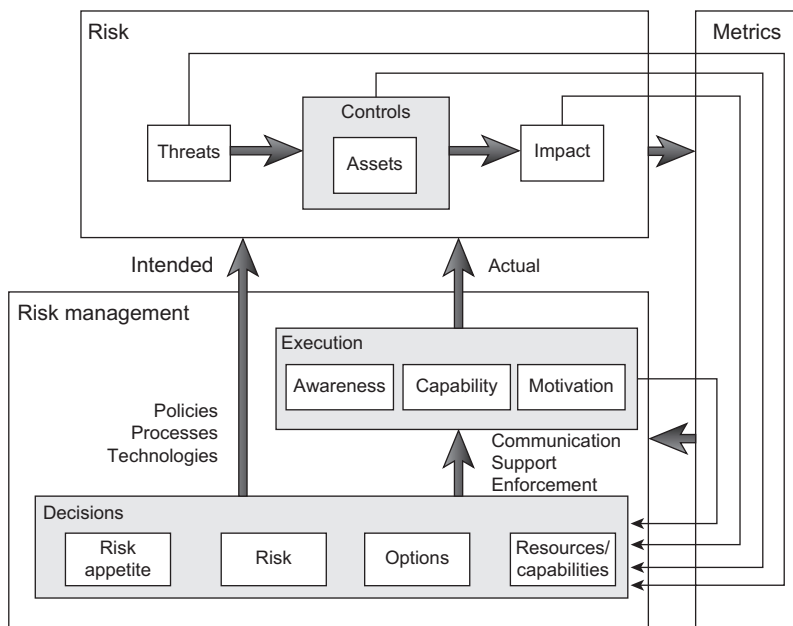 Risk
Metrics
Controls
Threats
Assets
Impact
Intended
Actual
Risk management
Execution
Awareness
Capability
Motivation
Policies
Processes
Technologies
Communication
Support
Enforcement
Decisions
Risk
appetite
Risk
Options
Resources/
capabilities